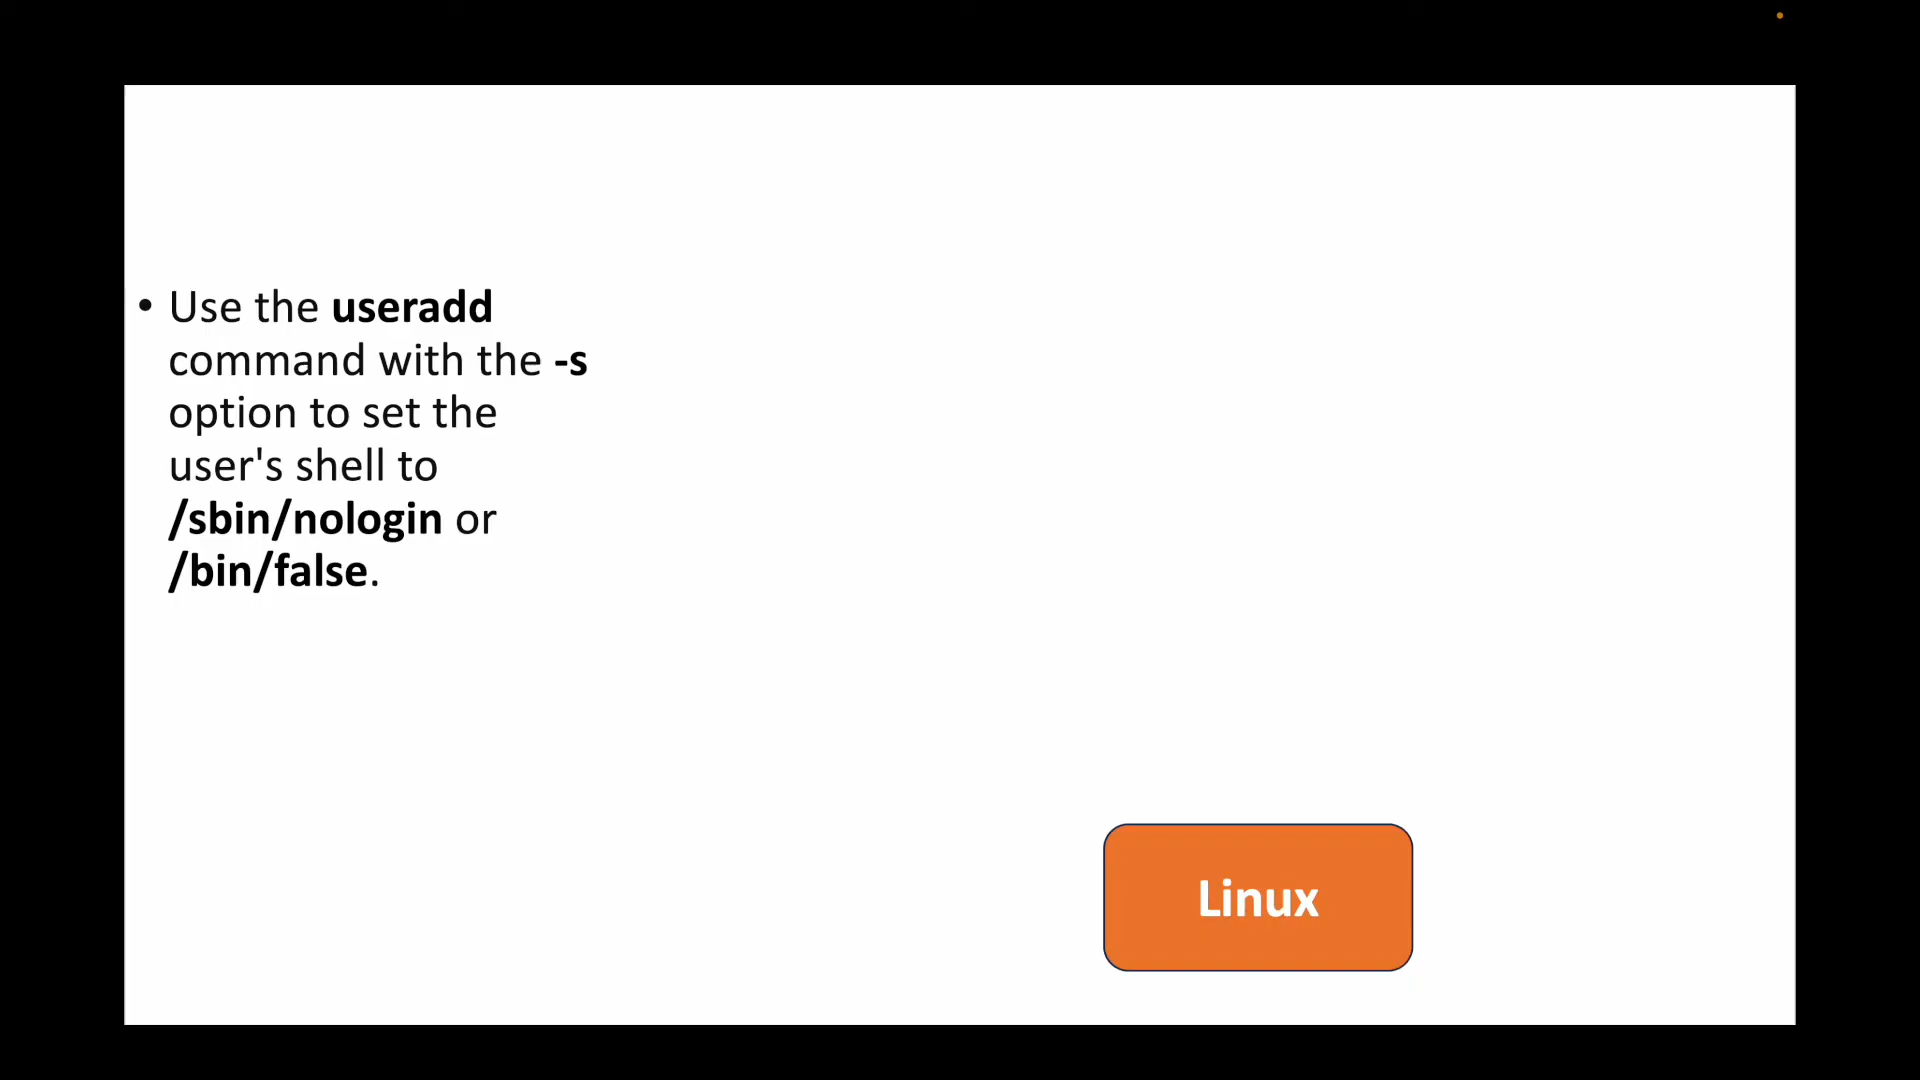 • Use the useradd
command with the -s
option to set the
user's shell to
/sbin/nologin or
/bin/false.
Linux